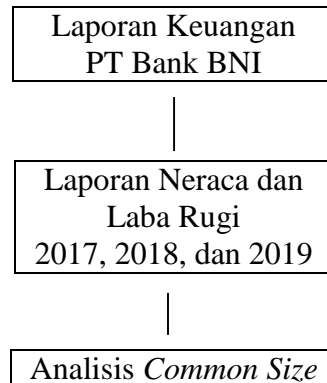 Laporan Keuangan
PT Bank BNI
Laporan Neraca dan
Laba Rugi
2017, 2018, dan 2019
Analisis Common Size